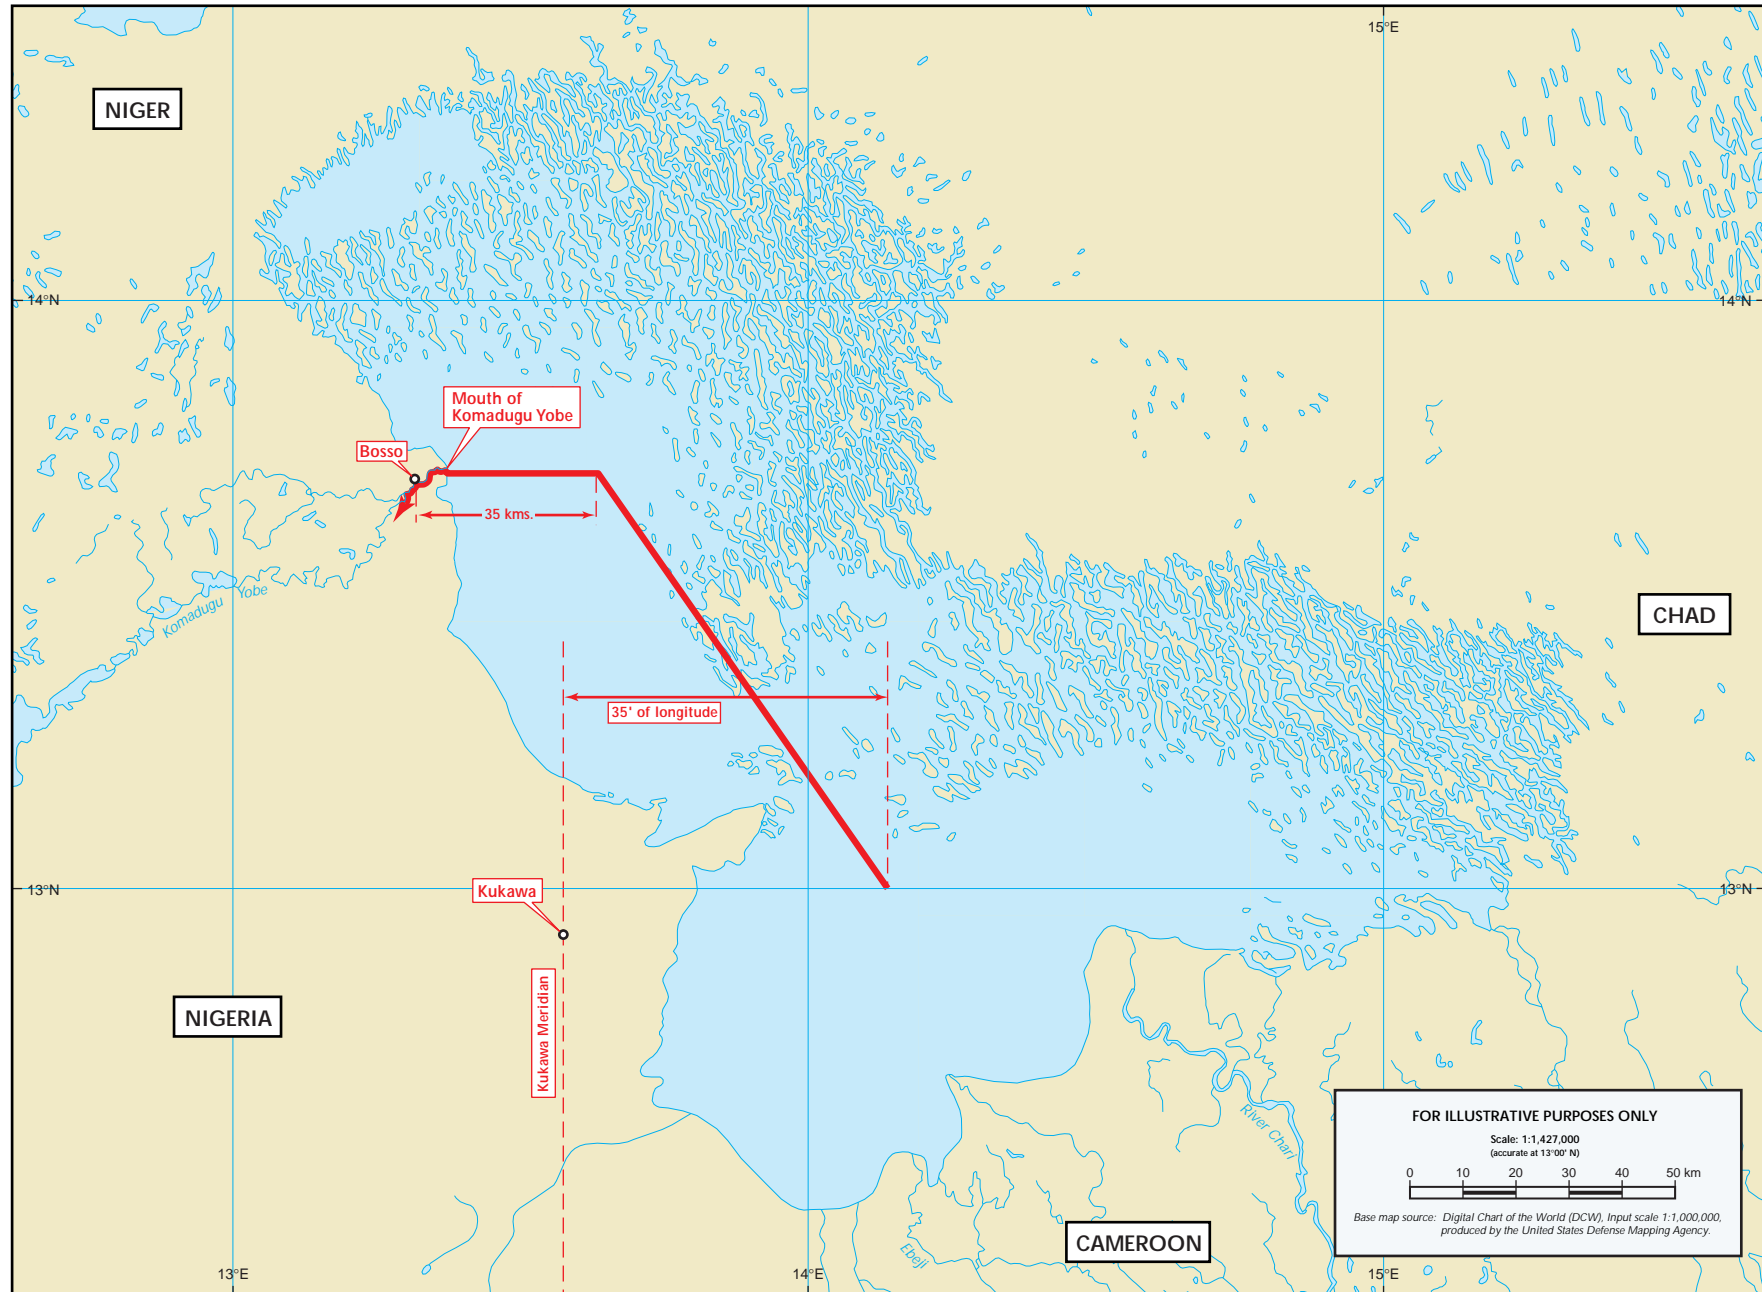 15°E
NIGER
14°N
14°N
Mouth of
Komadugu Yobe
Bosso
35 kms.
Komadugu Yobe
CHAD
35' of longitude
13°N
13°N
Kukawa
Kukawa Meridian
NIGERIA
River Chari
FOR ILLUSTRATIVE PURPOSES ONLY
Scale: 1:1,427,000
(accurate at 13°00' N)
0 10 20 30 40 50 km
Base map source: Digital Chart of the World (DCW), Input scale 1:1,000,000,
produced by the United States Defense Mapping Agency.
Ebeji
CAMEROON
13°E
14°E
15°E